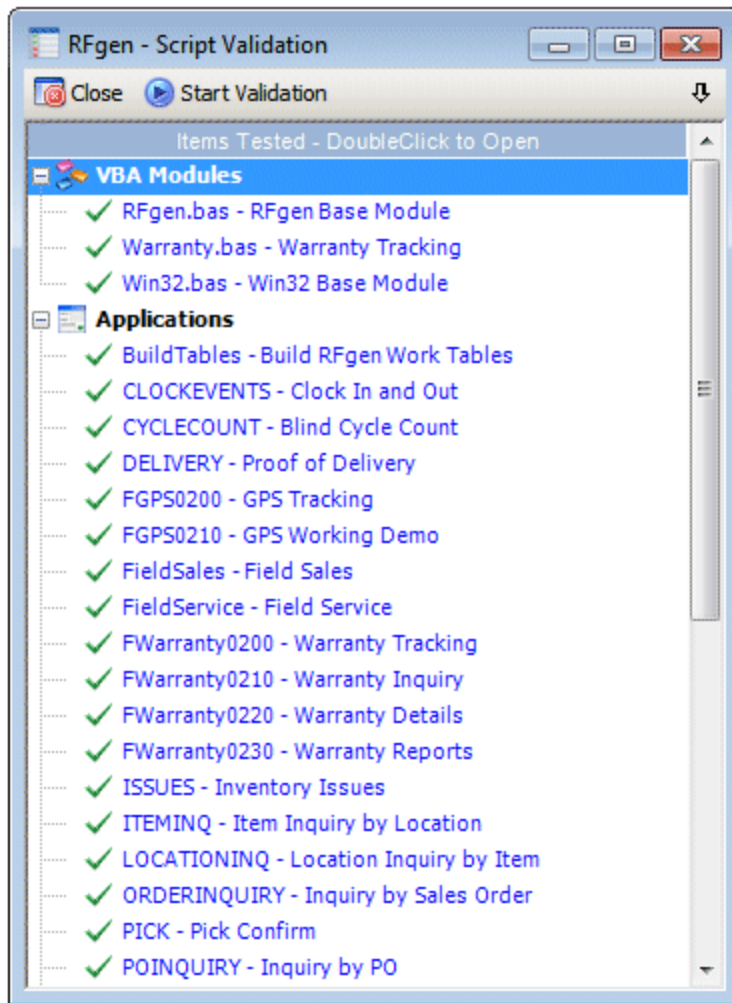 RFgen - Script Validation
Close Start Validation
Items Tested - DoubleClick to Open
VBA Modules
RFgen.bas - RFgen Base Module
Warranty.bas - Warranty Tracking
Win32.bas - Win32 Base Module
Applications
BuildTables - Build RFgen Work Tables
CLOCKEVENTS - Clock In and Out
CYCLECOUNT - Blind Cycle Count
DELIVERY - Proof of Delivery
FGPS0200 - GPS Tracking
FGPS0210 - GPS Working Demo
FieldSales - Field Sales
FieldService - Field Service
FWarranty0200 - Warranty Tracking
FWarranty0210 - Warranty Inquiry
FWarranty0220 - Warranty Details
FWarranty0230 - Warranty Reports
ISSUES - Inventory Issues
ITEMINQ - Item Inquiry by Location
LOCATIONINQ - Location Inquiry by Item
ORDERINQUIRY - Inquiry by Sales Order
PICK - Pick Confirm
POINQUIRY - Inquiry by PO